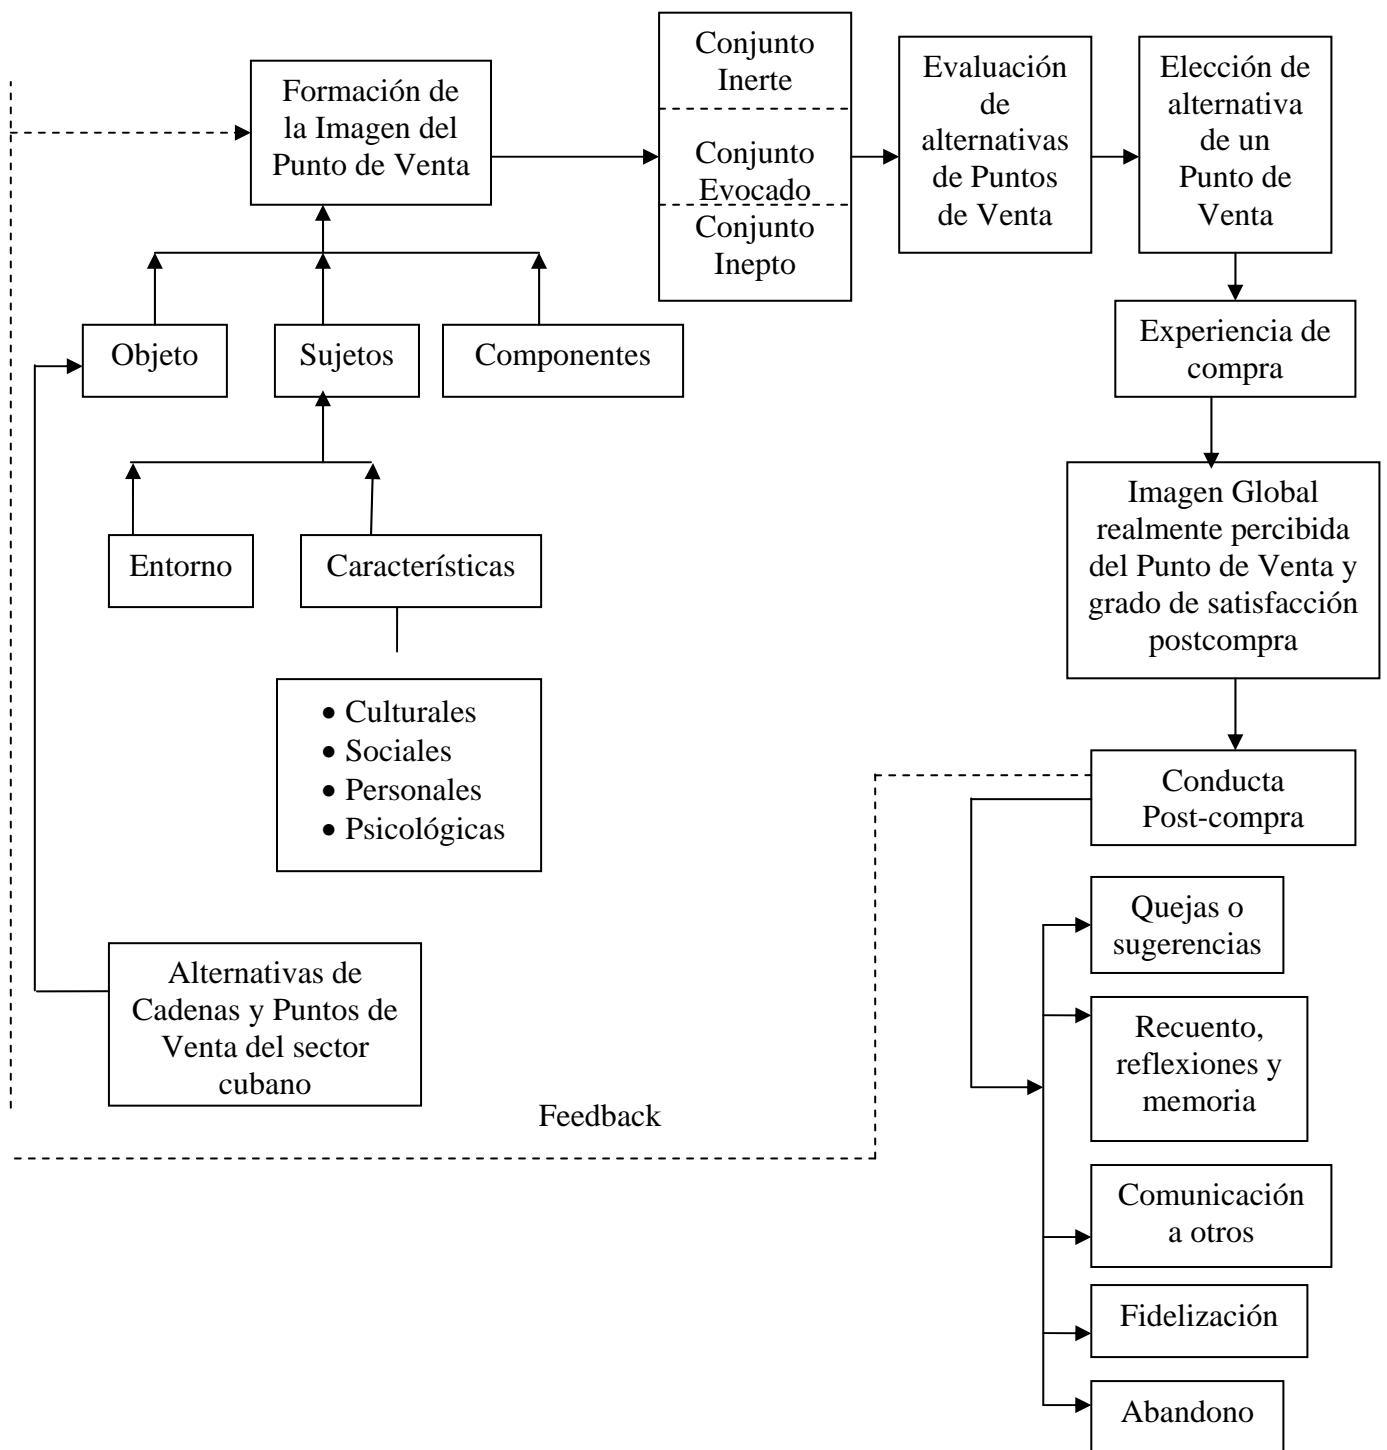 Formación de
la Imagen del
Punto de Venta
Conjunto
Inerte
Conjunto
Evocado
Conjunto
Inepto
Evaluación
de
alternativas
de Puntos
de Venta
Elección de
alternativa
de un
Punto de
Venta
Objeto
Sujetos
Componentes
Experiencia de
compra
Entorno
Características
Imagen Global
realmente percibida
del Punto de Venta y
grado de satisfacción
postcompra
• Culturales
• Sociales
• Personales
• Psicológicas
Conducta
Post-compra
Alternativas de
Cadenas y Puntos de
Venta del sector
cubano
Feedback
Quejas o
sugerencias
Recuento,
reflexiones y
memoria
Comunicación
a otros
Fidelización
Abandono